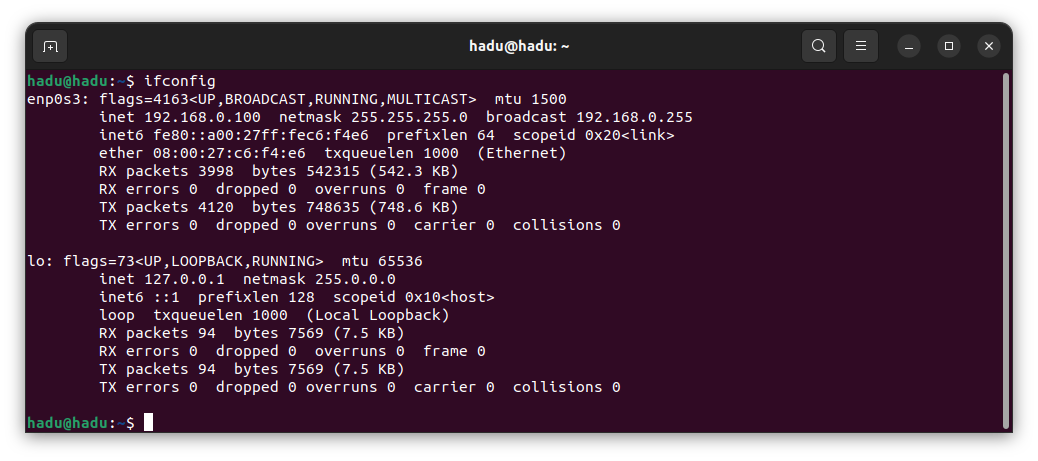 hadu@hadu: ~
hadu@hadu:~$ ifconfig
enp0s3: flags=4163<UP,BROADCAST,RUNNING,MULTICAST>  mtu 1500
        inet 192.168.0.100  netmask 255.255.255.0  broadcast 192.168.0.255
        inet6 fe80::a00:27ff:fec6:f4e6  prefixlen 64  scopeid 0x20<link>
        ether 08:00:27:c6:f4:e6  txqueuelen 1000  (Ethernet)
        RX packets 3998  bytes 542315 (542.3 KB)
        RX errors 0  dropped 0  overruns 0  frame 0
        TX packets 4120  bytes 748635 (748.6 KB)
        TX errors 0  dropped 0 overruns 0  carrier 0  collisions 0

lo: flags=73<UP,LOOPBACK,RUNNING>  mtu 65536
        inet 127.0.0.1  netmask 255.0.0.0
        inet6 ::1  prefixlen 128  scopeid 0x10<host>
        loop  txqueuelen 1000  (Local Loopback)
        RX packets 94  bytes 7569 (7.5 KB)
        RX errors 0  dropped 0  overruns 0  frame 0
        TX packets 94  bytes 7569 (7.5 KB)
        TX errors 0  dropped 0 overruns 0  carrier 0  collisions 0

hadu@hadu:~$